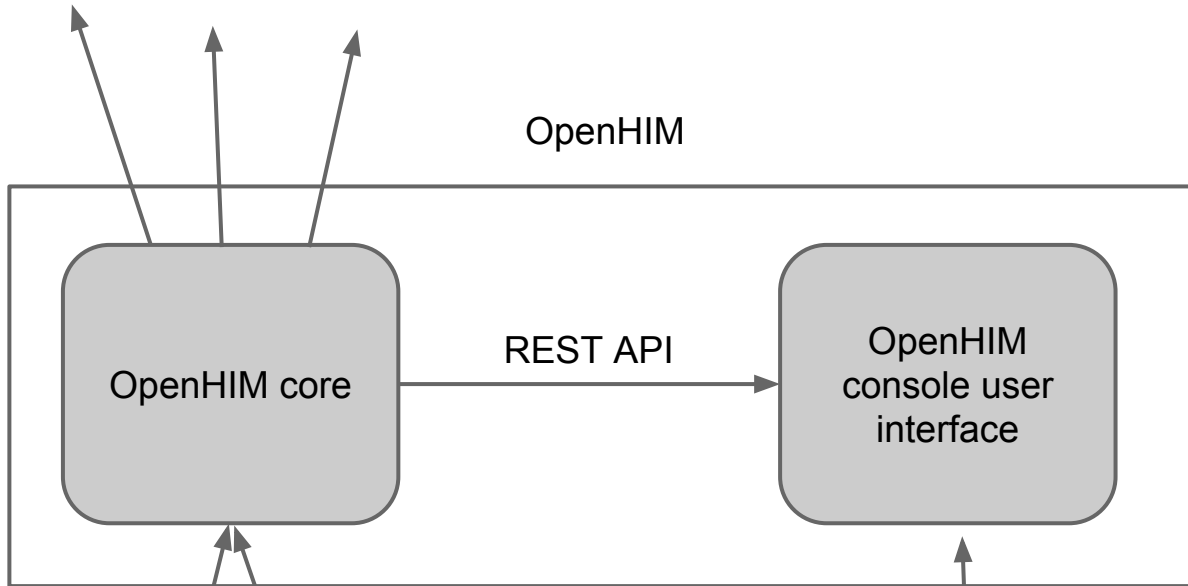 OpenHIM
OpenHIM core
REST API
OpenHIM
console user
interface